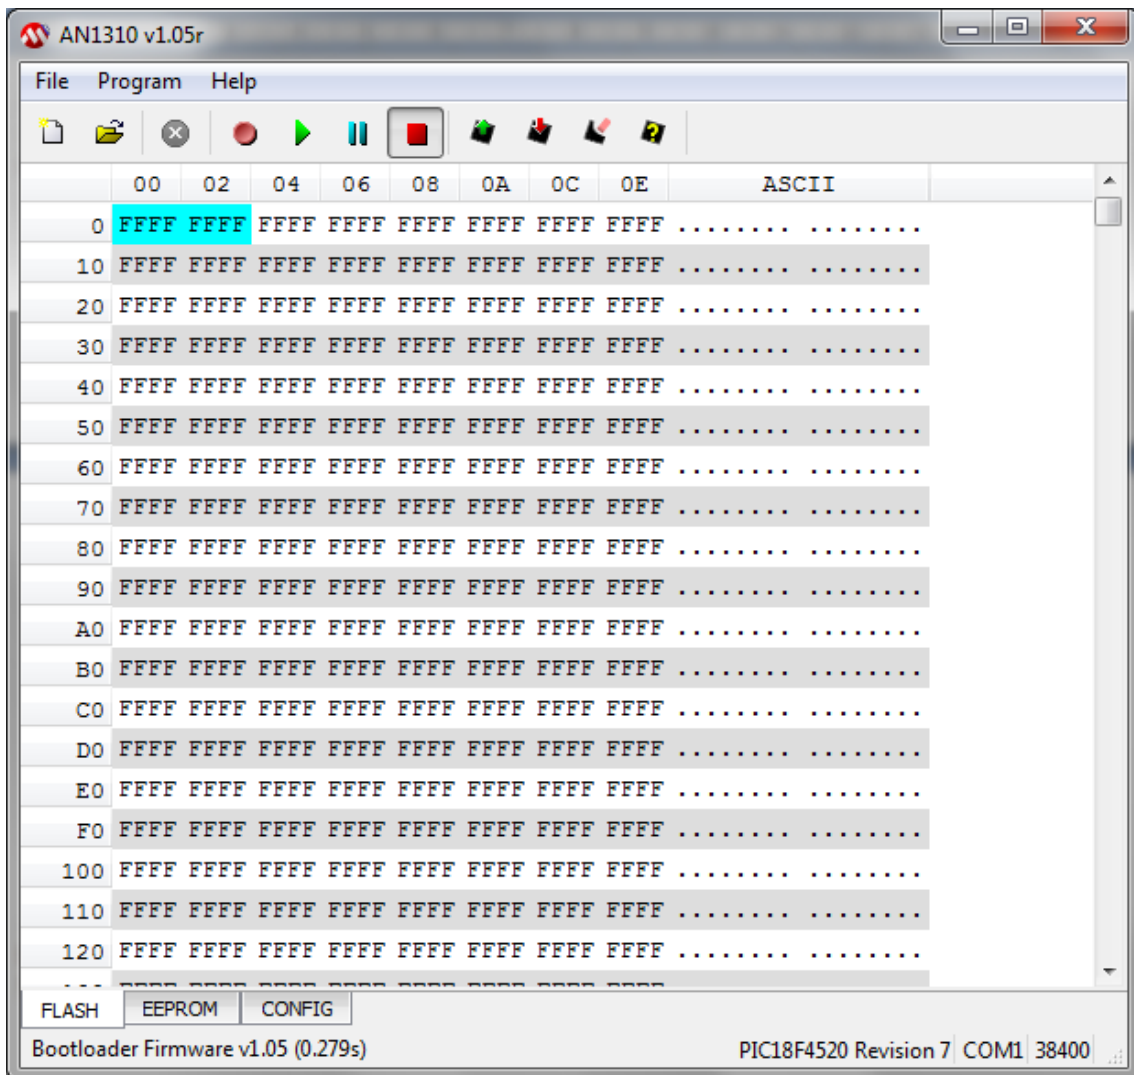 AN1310 v1.05r
File Program Help
00 02 04 06 08 0A 0C 0E ASCII
0 FFFF FFFF FFFF FFFF FFFF FFFF FFFF FFFF ........ ........
10 FFFF FFFF FFFF FFFF FFFF FFFF FFFF FFFF ........ ........
20 FFFF FFFF FFFF FFFF FFFF FFFF FFFF FFFF ........ ........
30 FFFF FFFF FFFF FFFF FFFF FFFF FFFF FFFF ........ ........
40 FFFF FFFF FFFF FFFF FFFF FFFF FFFF FFFF ........ ........
50 FFFF FFFF FFFF FFFF FFFF FFFF FFFF FFFF ........ ........
60 FFFF FFFF FFFF FFFF FFFF FFFF FFFF FFFF ........ ........
70 FFFF FFFF FFFF FFFF FFFF FFFF FFFF FFFF ........ ........
80 FFFF FFFF FFFF FFFF FFFF FFFF FFFF FFFF ........ ........
90 FFFF FFFF FFFF FFFF FFFF FFFF FFFF FFFF ........ ........
A0 FFFF FFFF FFFF FFFF FFFF FFFF FFFF FFFF ........ ........
B0 FFFF FFFF FFFF FFFF FFFF FFFF FFFF FFFF ........ ........
C0 FFFF FFFF FFFF FFFF FFFF FFFF FFFF FFFF ........ ........
D0 FFFF FFFF FFFF FFFF FFFF FFFF FFFF FFFF ........ ........
E0 FFFF FFFF FFFF FFFF FFFF FFFF FFFF FFFF ........ ........
F0 FFFF FFFF FFFF FFFF FFFF FFFF FFFF FFFF ........ ........
100 FFFF FFFF FFFF FFFF FFFF FFFF FFFF FFFF ........ ........
110 FFFF FFFF FFFF FFFF FFFF FFFF FFFF FFFF ........ ........
120 FFFF FFFF FFFF FFFF FFFF FFFF FFFF FFFF ........ ........
FLASH EEPROM CONFIG
Bootloader Firmware v1.05 (0.279s) PIC18F4520 Revision 7 COM1 38400